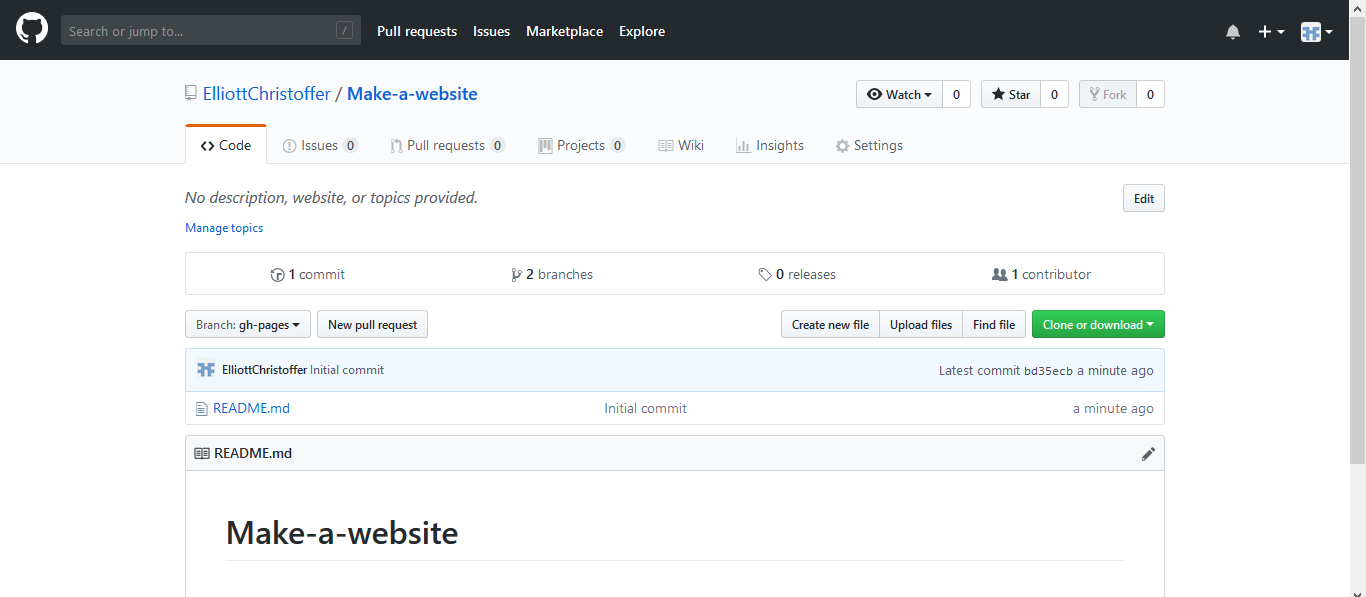 Search or jump to... / Pull requests Issues Marketplace Explore
ElliottChristoffer / Make-a-website Watch 0 Star 0 Fork 0
Code Issues 0 Pull requests 0 Projects 0 Wiki Insights Settings
No description, website, or topics provided. Edit
Manage topics
1 commit 2 branches 0 releases 1 contributor
Branch: gh-pages New pull request Create new file Upload files Find file Clone or download
ElliottChristoffer Initial commit Latest commit bd35ecb a minute ago
README.md Initial commit a minute ago
README.md
Make-a-website